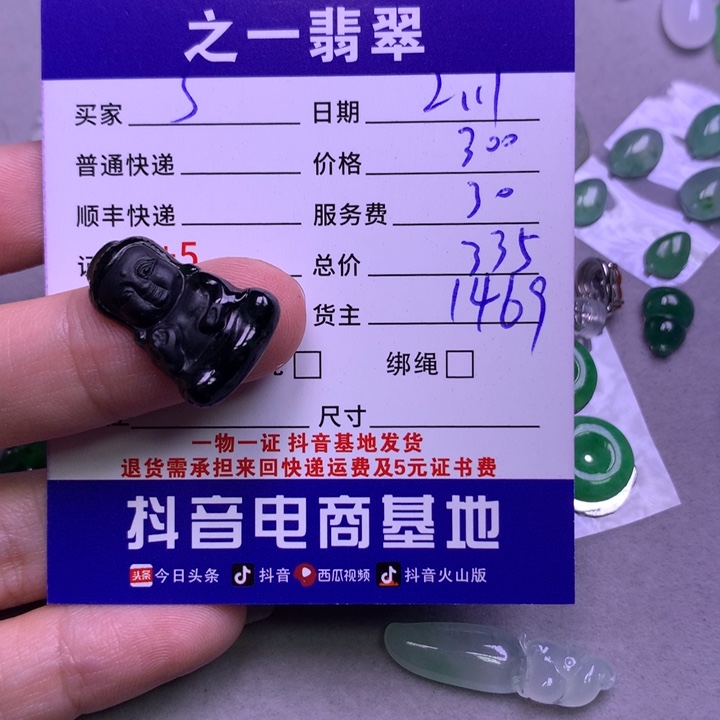 之一翡翠
买家 5 日期 2111
普通快递 价格 300
顺丰快递 服务费 30
+5 总价 335
货主 1469
绑绳
尺寸
一物一证 抖音基地发货
退货需承担来回快递运费及5元证书费
抖音电商基地
头条 今日头条 抖音 西瓜视频 抖音火山版